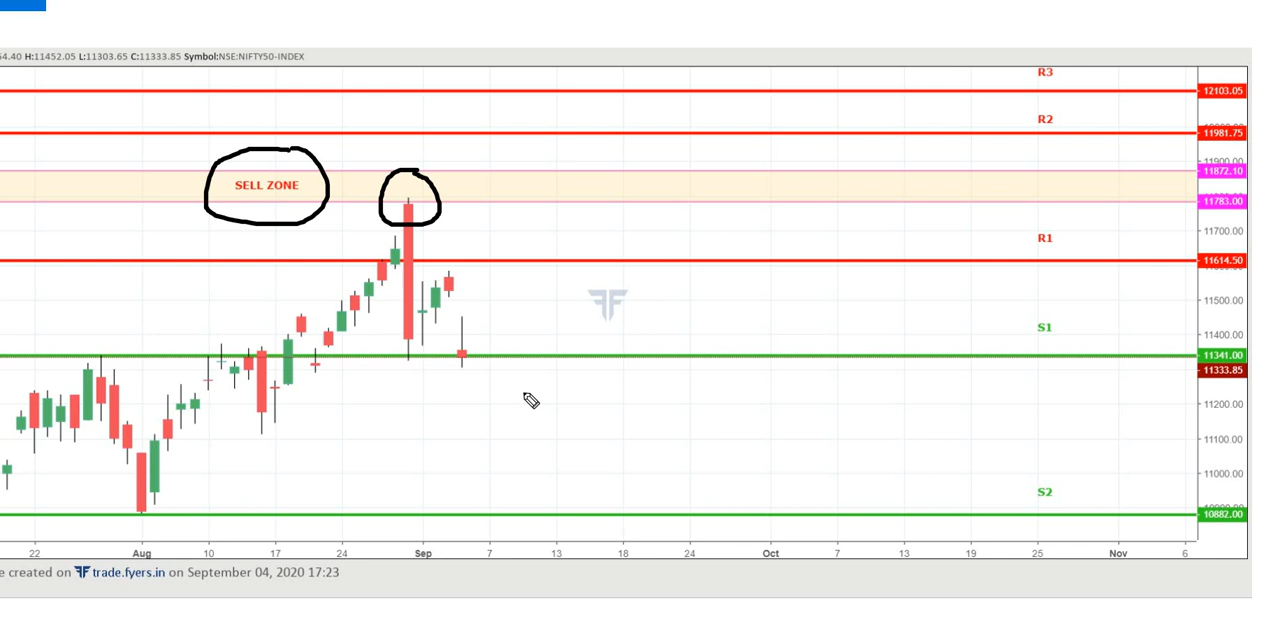 64.40 H:11452.05 L:11303.65 C:11333.85 Symbol:NSE:NIFTY50-INDEX
R3
12103.05
R2
11981.75
11900.00
11872.10
SELL ZONE
11783.00
11700.00
R1
11614.50
11500.00
S1
11400.00
11341.00
11333.85
11200.00
11100.00
11000.00
S2
10882.00
22 Aug 10 17 24 Sep 7 13 18 24 Oct 7 13 19 25 Nov 6
e created on trade.fyers.in on September 04, 2020 17:23